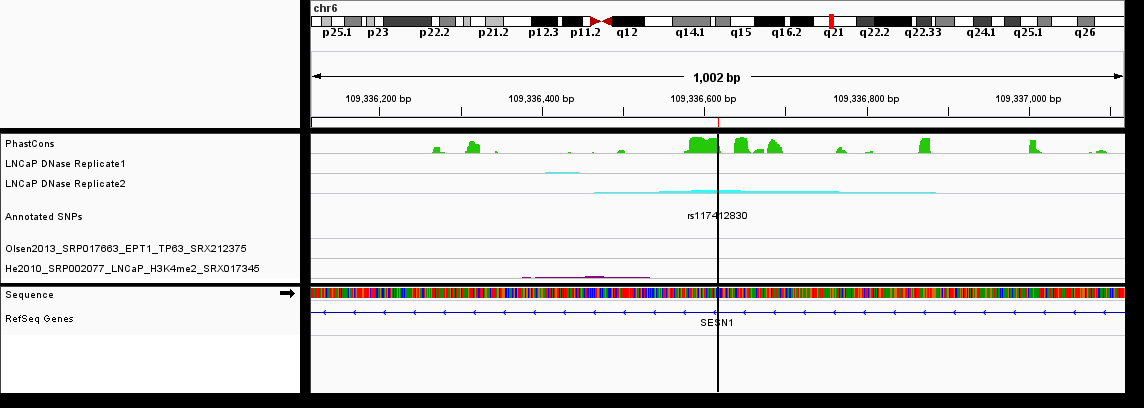 chr6
p25.1 p23 p22.2 p21.2 p12.3 p11.2 q12 q14.1 q15 q16.2 q21 q22.2 q22.33 q24.1 q25.1 q26
1,002 bp
109,336,200 bp 109,336,400 bp 109,336,600 bp 109,336,800 bp 109,337,000 bp
PhastCons
LNCaP DNase Replicate1
LNCaP DNase Replicate2
Annotated SNPs
rs117412830
Olsen2013_SRP017663_EPT1_TP63_SRX212375
He2010_SRP002077_LNCaP_H3K4me2_SRX017345
Sequence
RefSeq Genes
SESN1